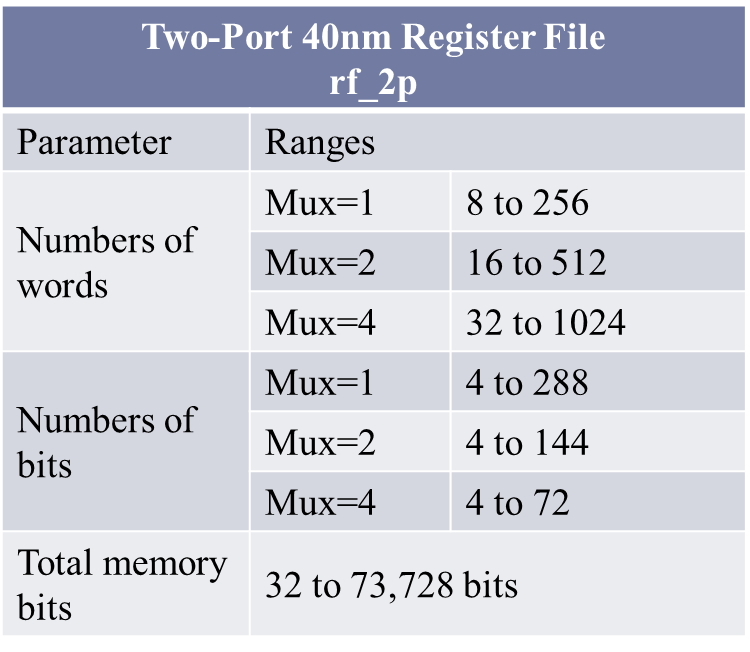 Two-Port 40nm Register File
rf_2p
Parameter
Ranges
Numbers of
words
Mux=1
8 to 256
Mux=2
16 to 512
Mux=4
32 to 1024
Numbers of
bits
Mux=1
4 to 288
Mux=2
4 to 144
Mux=4
4 to 72
Total memory
bits
32 to 73,728 bits